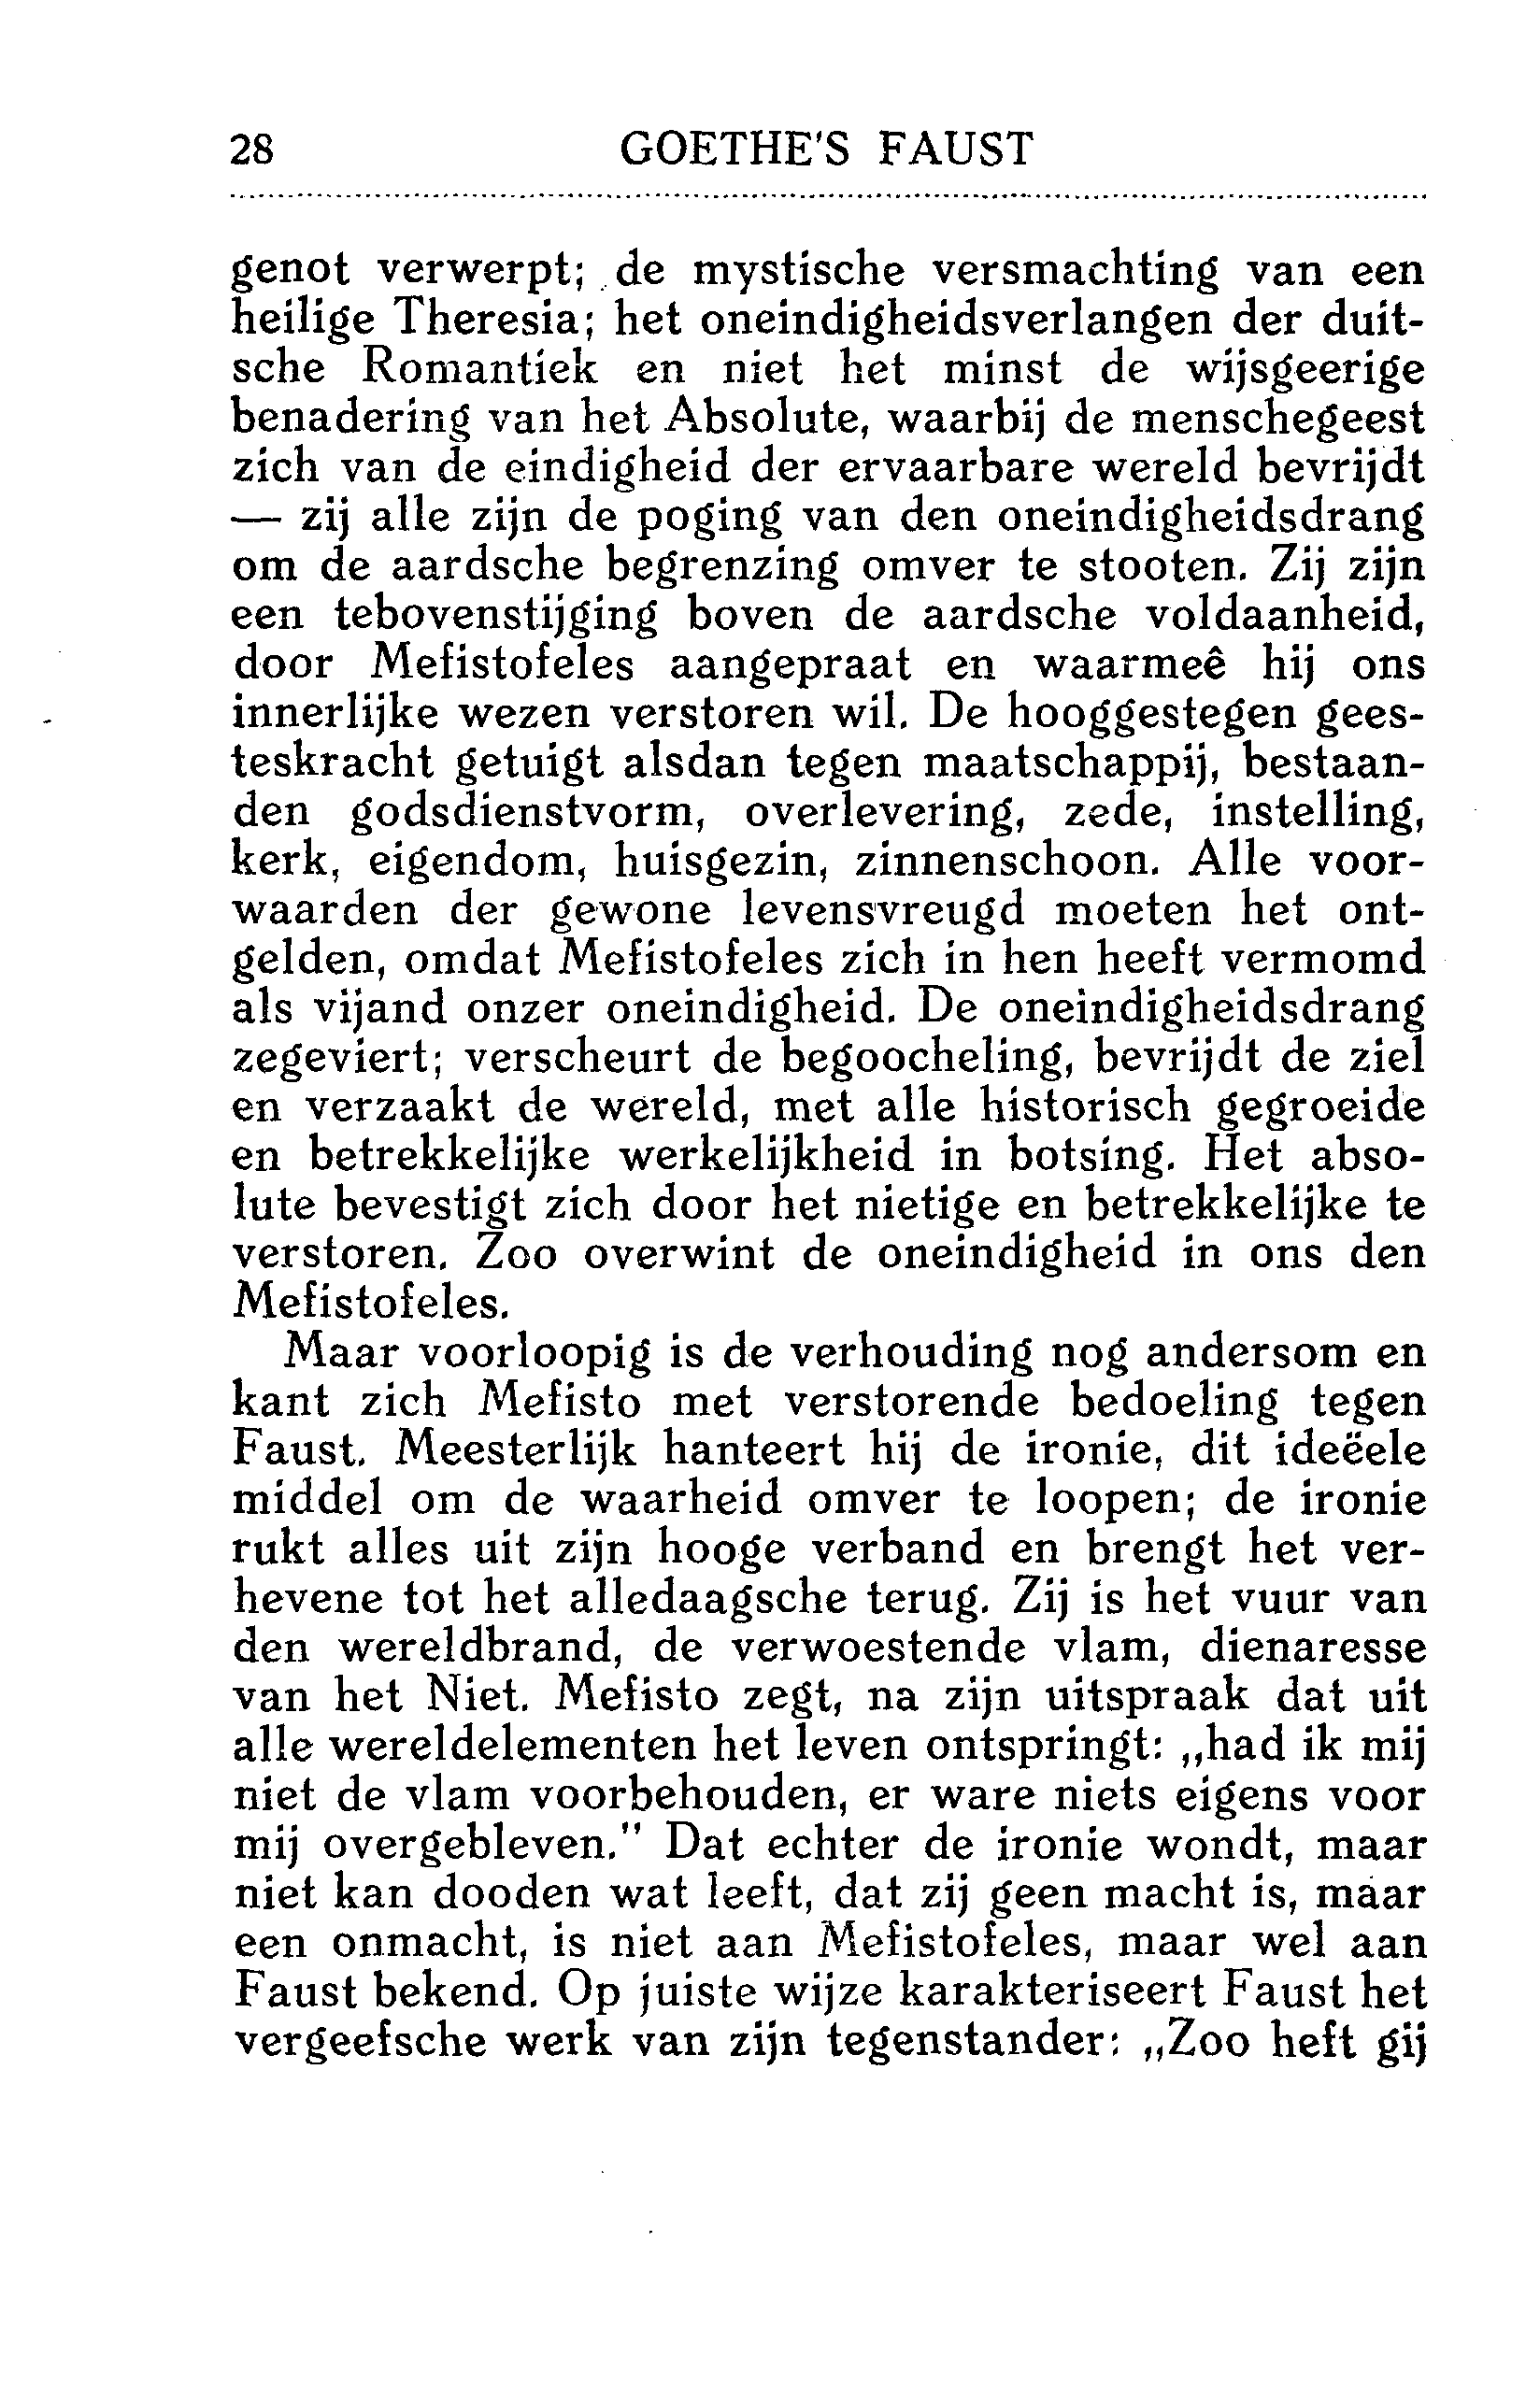 28 GOETHE'S FAUST
genot verwerpt; de mystische versmachting van een
heilige Theresia; het oneindigheidsverlangen der duit-
sche Romantiek en niet het minst de wijsgeerige
benadering van het Absolute, waarbij de menschegeest
zich van de eindigheid der ervaarbare wereld bevrijdt
— zij alle zijn de poging van den oneindigheidsdrang
om de aardsche begrenzing omver te stooten. Zij zijn
een tebovenstijging boven de aardsche voldaanheid,
door Mefistofeles aangepraat en waarmeê hij ons
innerlijke wezen verstoren wil. De hooggestegen gees-
teskracht getuigt alsdan tegen maatschappij, bestaan-
den godsdienstvorm, overlevering, zede, instelling,
kerk, eigendom, huisgezin, zinnenschoon. Alle voor-
waarden der gewone levensvreugd moeten het ont-
gelden, omdat Mefistofeles zich in hen heeft vermomd
als vijand onzer oneindigheid. De oneindigheidsdrang
zegeviert; verscheurt de begoocheling, bevrijdt de ziel
en verzaakt de wereld, met alle historisch gegroeide
en betrekkelijke werkelijkheid in botsing. Het abso-
lute bevestigt zich door het nietige en betrekkelijke te
verstoren. Zoo overwint de oneindigheid in ons den
Mefistofeles.
Maar voorloopig is de verhouding nog andersom en
kant zich Mefisto met verstorende bedoeling tegen
Faust. Meesterlijk hanteert hij de ironie, dit ideëele
middel om de waarheid omver te loopen; de ironie
rukt alles uit zijn hooge verband en brengt het ver-
hevene tot het alledaagsche terug. Zij is het vuur van
den wereldbrand, de verwoestende vlam, dienaresse
van het Niet. Mefisto zegt, na zijn uitspraak dat uit
alle wereldelementen het leven ontspringt: „had ik mij
niet de vlam voorbehouden, er ware niets eigens voor
mij overgebleven." Dat echter de ironie wondt, maar
niet kan dooden wat leeft, dat zij geen macht is, maar
een onmacht, is niet aan Mefistofeles, maar wel aan
Faust bekend. Op juiste wijze karakteriseert Faust het
vergeefsche werk van zijn tegenstander: „Zoo heft gij